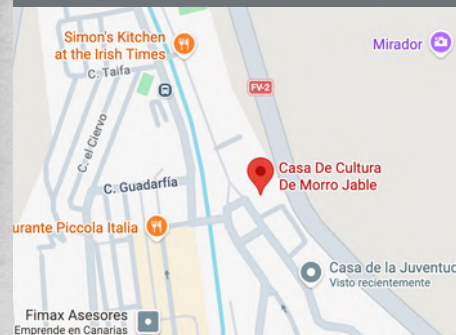 Simon's Kitchen
at the Irish Times
Mirador
C. Taifa
FV-2
C. el Ciervo
Casa De Cultura
De Morro Jable
C. Guadarfía
urante Piccola Italia
Casa de la Juventud
Visto recientemente
Fimax Asesores
Emprende en Canarias